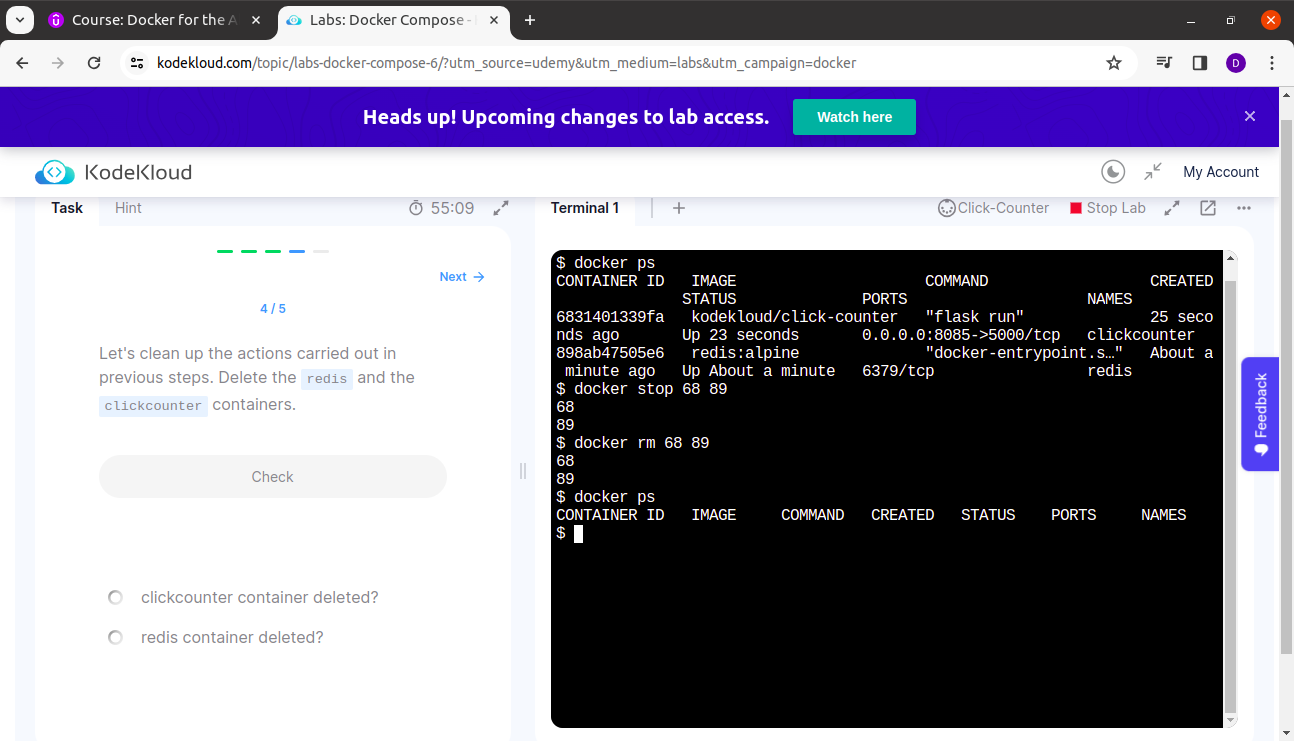 Course: Docker for the A
Labs: Docker Compose -
kodekloud.com/topic/labs-docker-compose-6/?utm_source=udemy&utm_medium=labs&utm_campaign=docker
D
Heads up! Upcoming changes to lab access.
Watch here
KodeKloud
My Account
Task
Hint
55:09
Next →
4 / 5
Let's clean up the actions carried out in
previous steps. Delete the redis and the
clickcounter containers.
Check
clickcounter container deleted?
redis container deleted?
Terminal 1
Click-Counter
Stop Lab
$ docker ps
CONTAINER ID   IMAGE                     COMMAND                  CREATED
              STATUS              PORTS                    NAMES
6831401339fa   kodekloud/click-counter   "flask run"              25 seco
nds ago       Up 23 seconds       0.0.0.0:8085->5000/tcp   clickcounter
898ab47505e6   redis:alpine              "docker-entrypoint.s…"   About a
 minute ago   Up About a minute   6379/tcp                 redis
$ docker stop 68 89
68
89
$ docker rm 68 89
68
89
$ docker ps
CONTAINER ID   IMAGE     COMMAND   CREATED   STATUS    PORTS     NAMES
$
Feedback